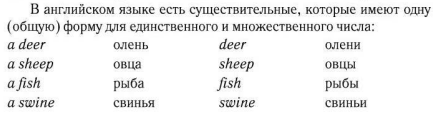 В английском языке есть существительные, которые имеют одну
(общую) форму для единственного и множественного числа:
a deer олень deer олени
a sheep овца sheep овцы
a fish рыба fish рыбы
a swine свинья swine свиньи